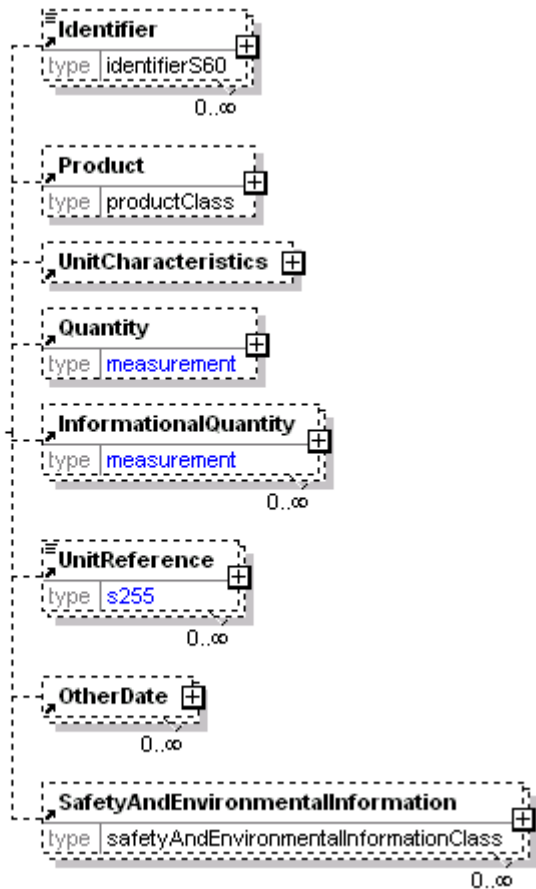 Identifier
type identifierS60
0..∞
Product
type productClass
UnitCharacteristics
Quantity
type measurement
InformationalQuantity
type measurement
0..∞
UnitReference
type s255
0..∞
OtherDate
0..∞
SafetyAndEnvironmentalInformation
type safetyAndEnvironmentalInformationClass
0..∞